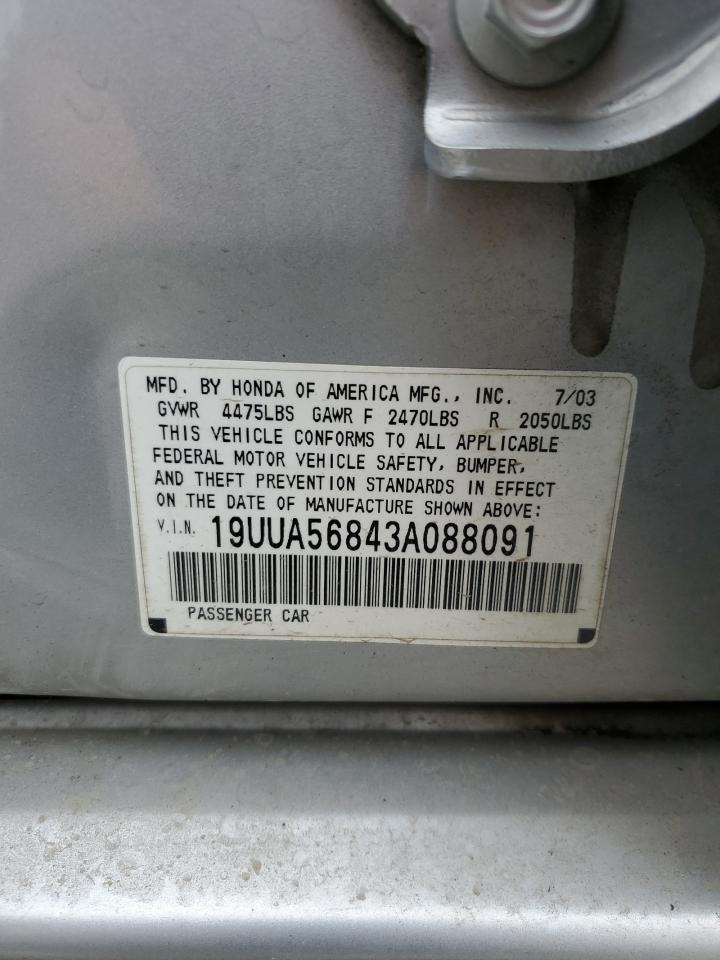 MFD. BY HONDA OF AMERICA MFG., INC. 7/03
GVWR 4475LBS GAWR F 2470LBS R 2050LBS
THIS VEHICLE CONFORMS TO ALL APPLICABLE
FEDERAL MOTOR VEHICLE SAFETY, BUMPER,
AND THEFT PREVENTION STANDARDS IN EFFECT
ON THE DATE OF MANUFACTURE SHOWN ABOVE:
V.I.N. 19UUA56843A088091
PASSENGER CAR